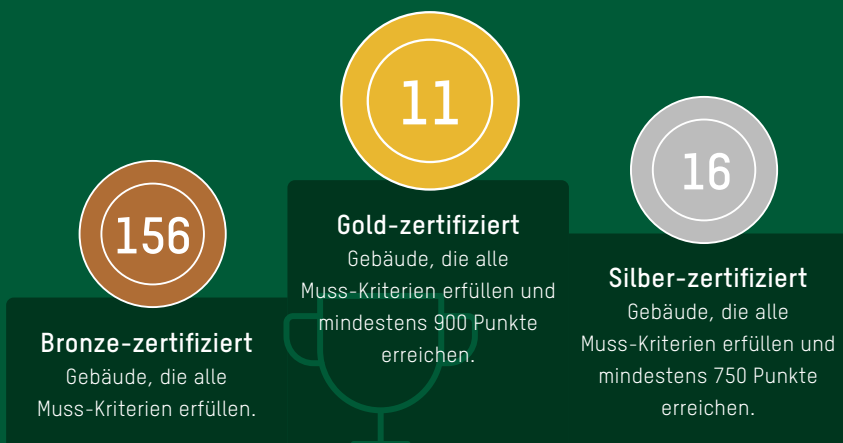 156
Bronze-zertifiziert
Gebäude, die alle
Muss-Kriterien erfüllen.
11
Gold-zertifiziert
Gebäude, die alle
Muss-Kriterien erfüllen und
mindestens 900 Punkte
erreichen.
16
Silber-zertifiziert
Gebäude, die alle
Muss-Kriterien erfüllen und
mindestens 750 Punkte
erreichen.